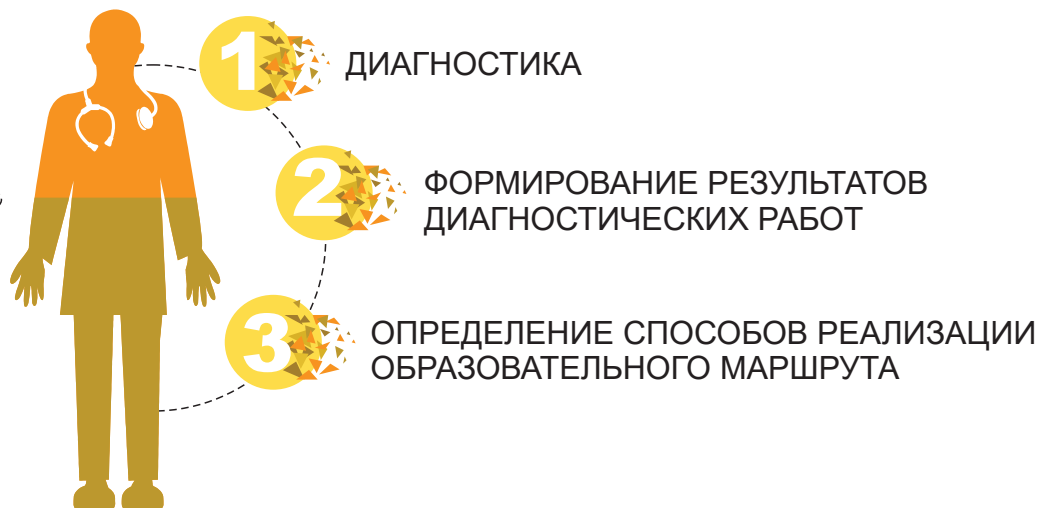 1
ДИАГНОСТИКА
2
ФОРМИРОВАНИЕ РЕЗУЛЬТАТОВ
ДИАГНОСТИЧЕСКИХ РАБОТ
3
ОПРЕДЕЛЕНИЕ СПОСОБОВ РЕАЛИЗАЦИИ
ОБРАЗОВАТЕЛЬНОГО МАРШРУТА